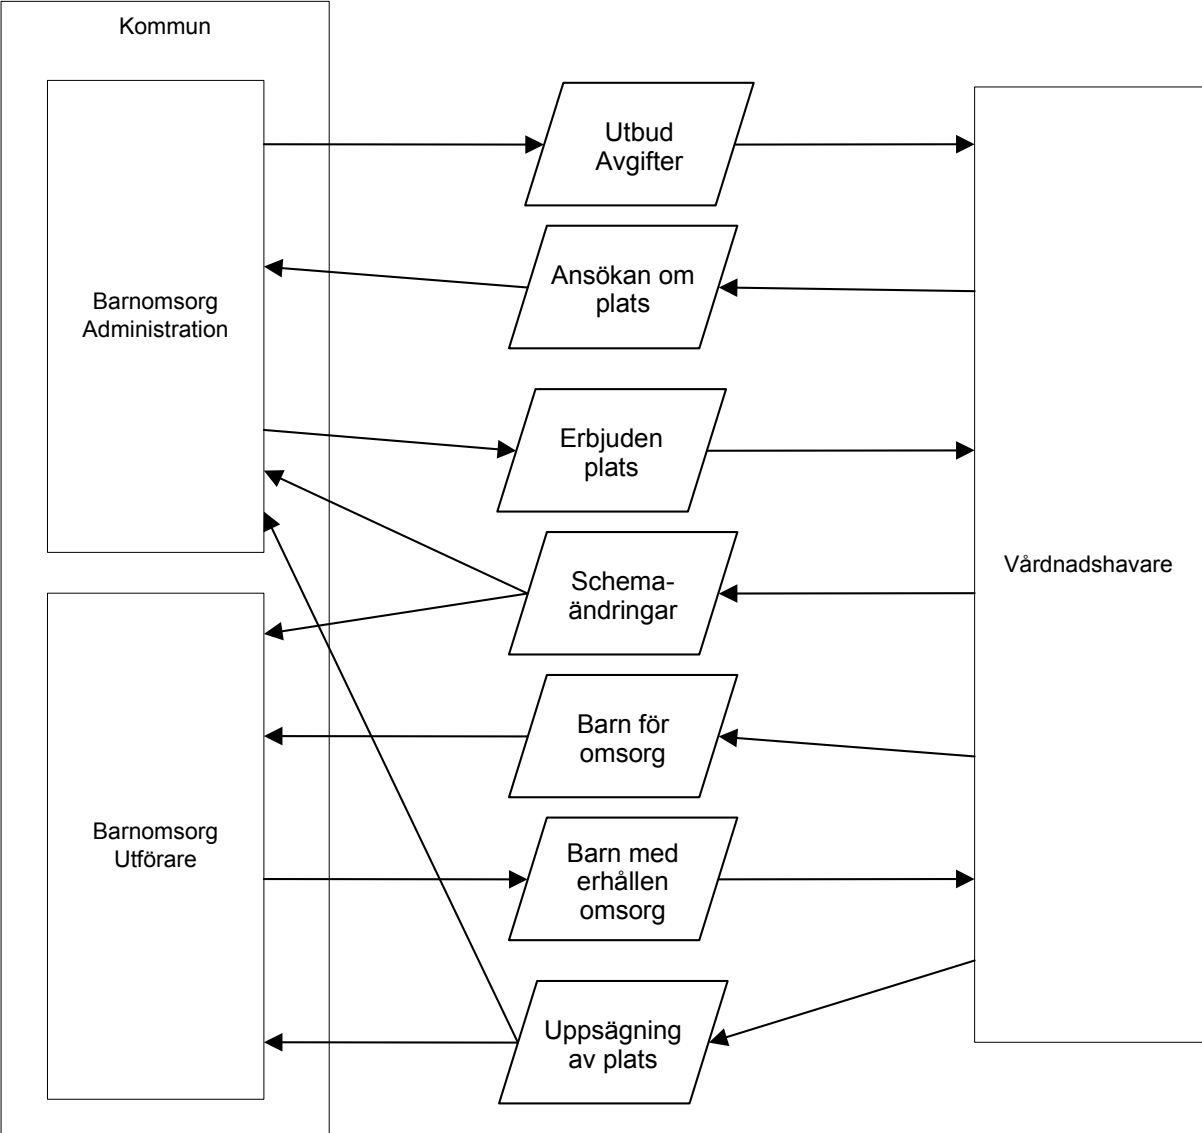 Kommun
Utbud
Avgifter
Ansökan om
plats
Barnomsorg
Administration
Erbjuden
plats
Schema-
ändringar
Vårdnadshavare
Barn för
omsorg
Barnomsorg
Utförare
Barn med
erhållen
omsorg
Uppsägning
av plats